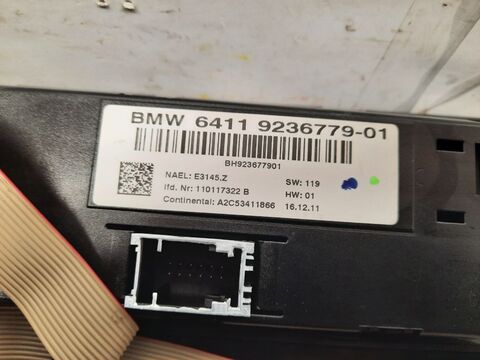 BMW 6411 9236779-01
BH923677901
NAEL: E3145.Z SW: 119
lfd. Nr: 110117322 B HW: 01
Continental: A2C53411866 16.12.11